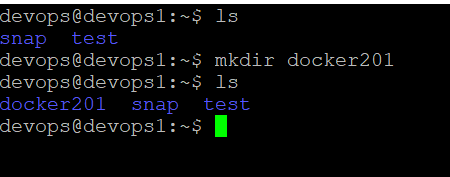 devops@devops1:~$ ls
snap  test
devops@devops1:~$ mkdir docker201
devops@devops1:~$ ls
docker201  snap  test
devops@devops1:~$